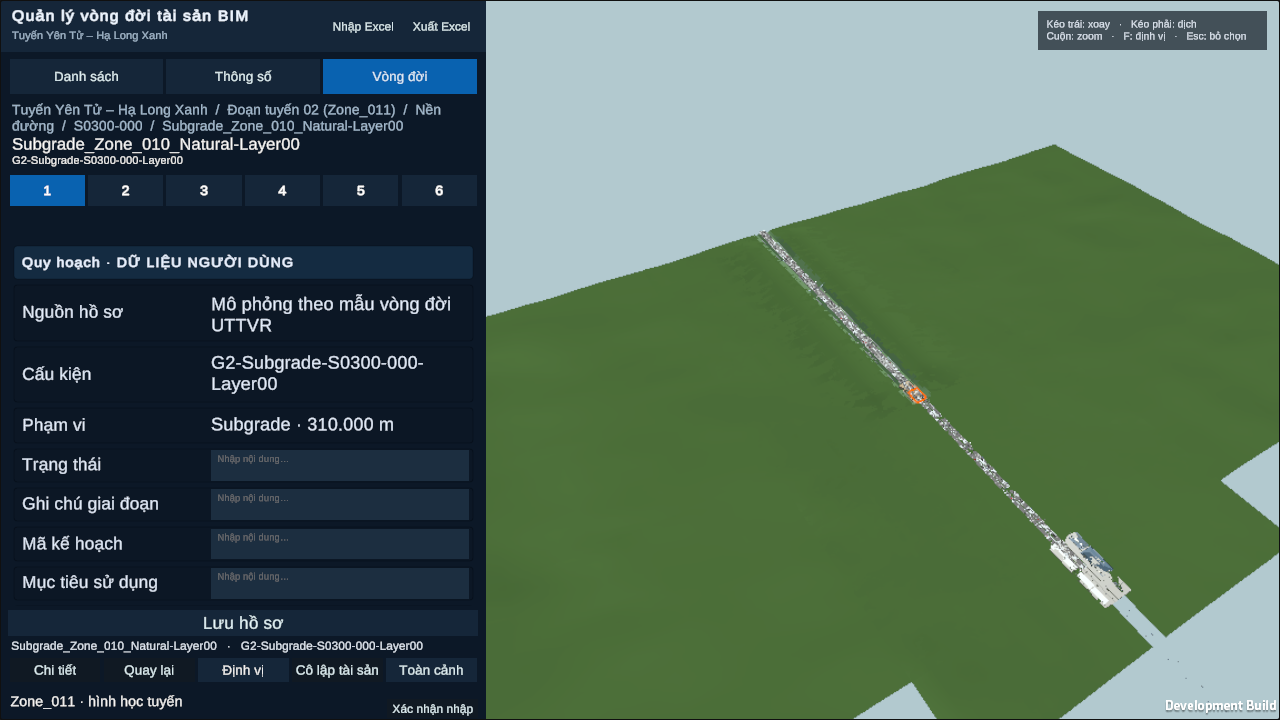 Quản lý vòng đời tài sản BIM
Tuyến Yên Tử – Hạ Long Xanh
Nhập Excel
Xuất Excel
Danh sách
Thông số
Vòng đời
Tuyến Yên Tử – Hạ Long Xanh / Đoạn tuyến 02 (Zone_011) / Nền
đường / S0300-000 / Subgrade_Zone_010_Natural-Layer00
Subgrade_Zone_010_Natural-Layer00
G2-Subgrade-S0300-000-Layer00
1
2
3
4
5
6
Quy hoạch · DỮ LIỆU NGƯỜI DÙNG
Nguồn hồ sơ
Mô phỏng theo mẫu vòng đời
UTTVR
Cấu kiện
G2-Subgrade-S0300-000-
Layer00
Phạm vi
Subgrade · 310.000 m
Trạng thái
Nhập nội dung...
Ghi chú giai đoạn
Nhập nội dung...
Mã kế hoạch
Nhập nội dung...
Mục tiêu sử dụng
Nhập nội dung...
Lưu hồ sơ
Subgrade_Zone_010_Natural-Layer00 · G2-Subgrade-S0300-000-Layer00
Chi tiết
Quay lại
Định vị
Cô lập tài sản
Toàn cảnh
Zone_011 · hình học tuyến
Xác nhận nhập
Kéo trái: xoay · Kéo phải: dịch
Cuộn: zoom · F: định vị · Esc: bỏ chọn
Development Build